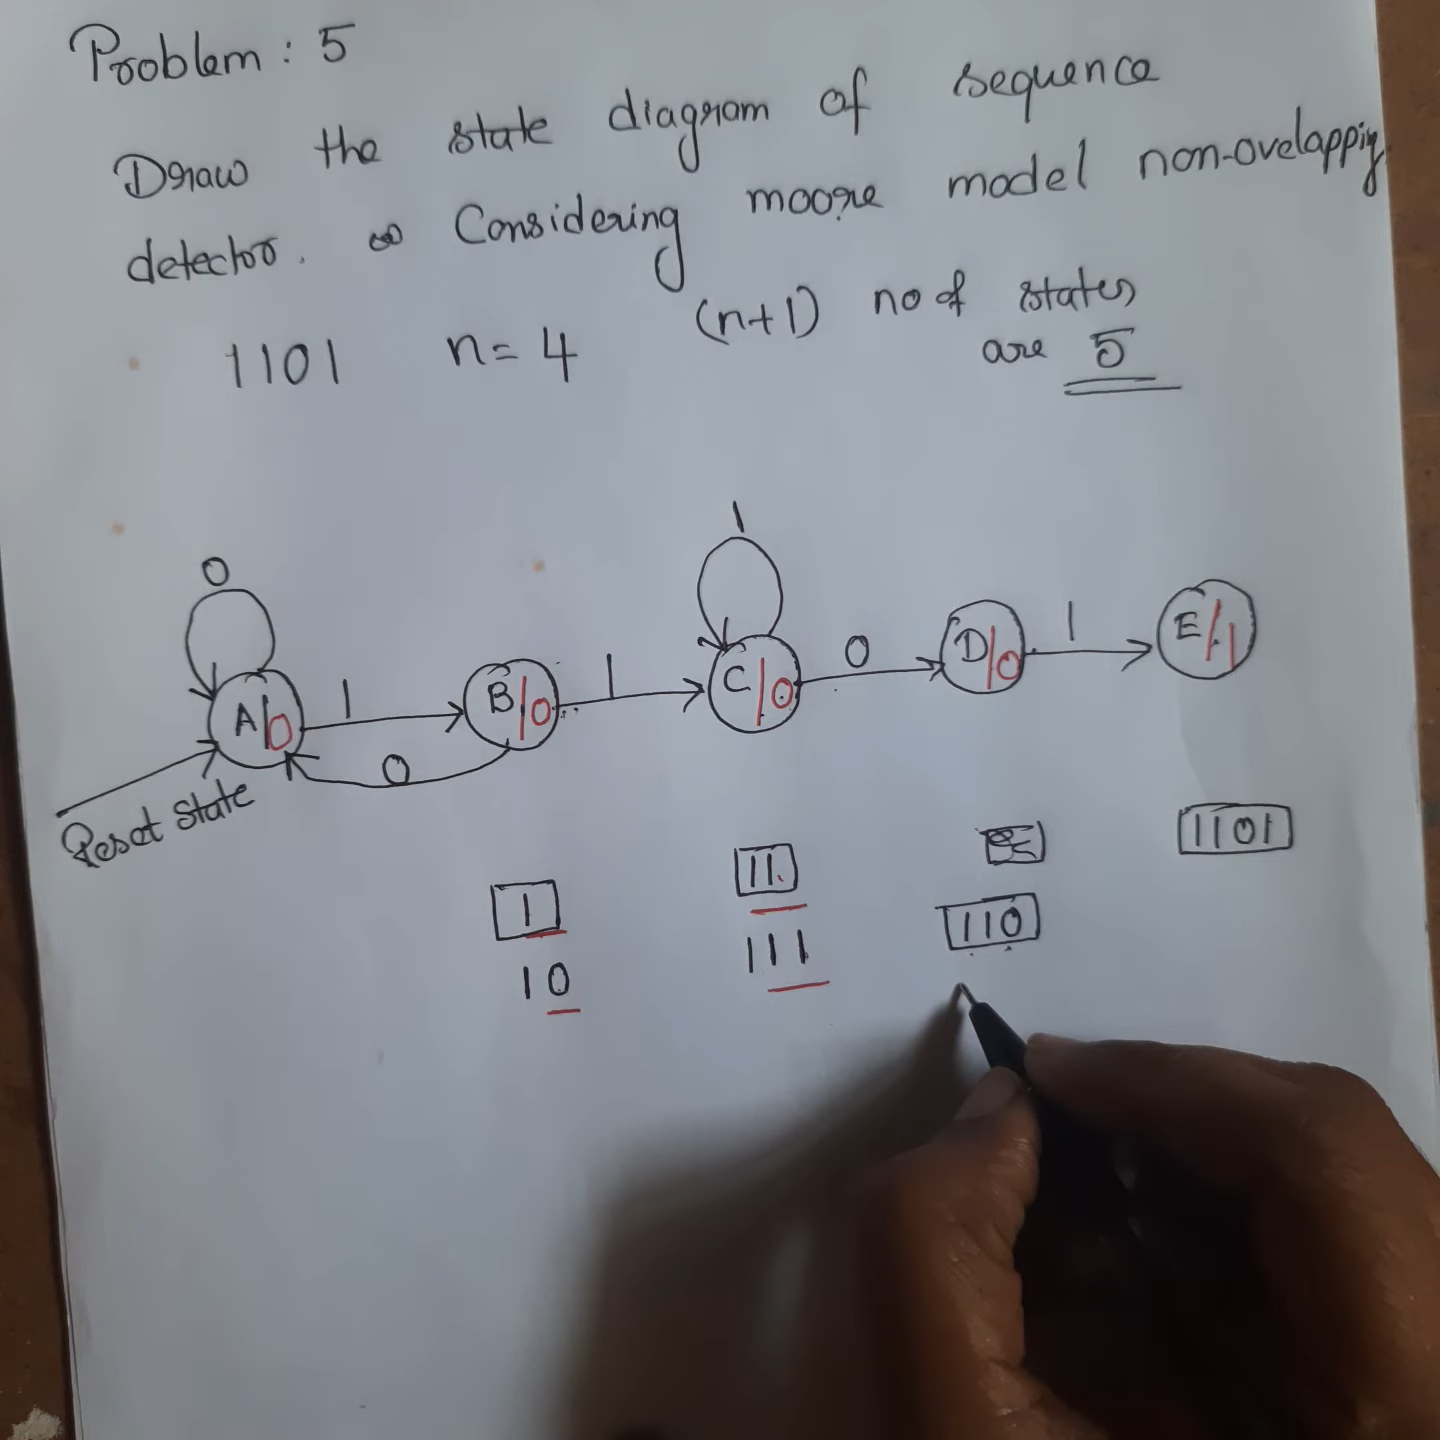 Problem : 5
Draw the state diagram of sequence
detector. Considering moore model non-ovelapping
1101 n = 4 (n+1) no of states
are 5
1
0
A/0 1 B/0 1 C/0 0 D/0 1 E/1
0
Reset state
1 11 110 1101
10 111